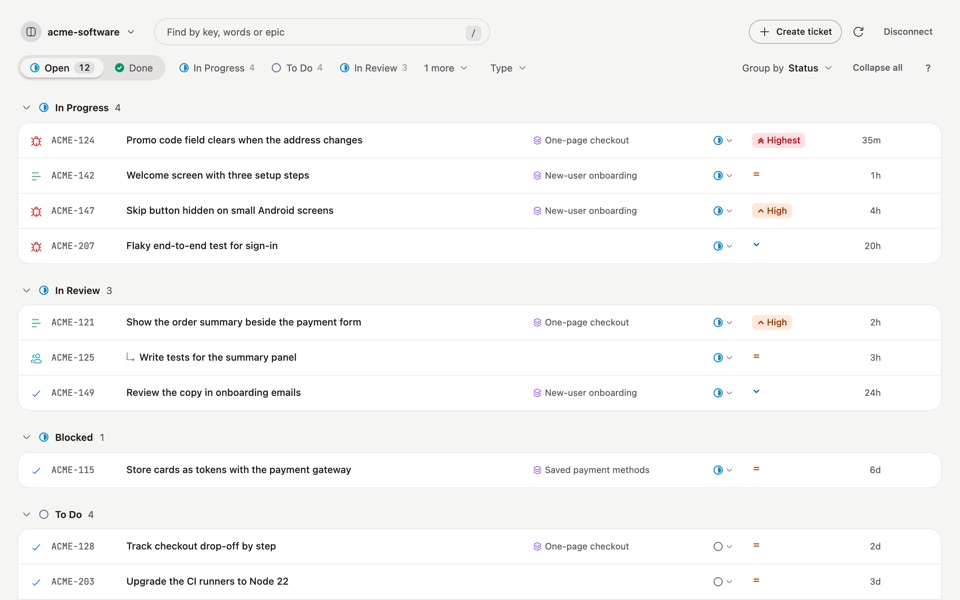 acme-software Find by key, words or epic / Create ticket Disconnect
Open 12 Done In Progress 4 To Do 4 In Review 3 1 more Type Group by Status Collapse all ?
In Progress 4
ACME-124 Promo code field clears when the address changes One-page checkout Highest 35m
ACME-142 Welcome screen with three setup steps New-user onboarding 1h
ACME-147 Skip button hidden on small Android screens New-user onboarding High 4h
ACME-207 Flaky end-to-end test for sign-in 20h
In Review 3
ACME-121 Show the order summary beside the payment form One-page checkout High 2h
ACME-125 Write tests for the summary panel 3h
ACME-149 Review the copy in onboarding emails New-user onboarding 24h
Blocked 1
ACME-115 Store cards as tokens with the payment gateway Saved payment methods 6d
To Do 4
ACME-128 Track checkout drop-off by step One-page checkout 2d
ACME-203 Upgrade the CI runners to Node 22 3d